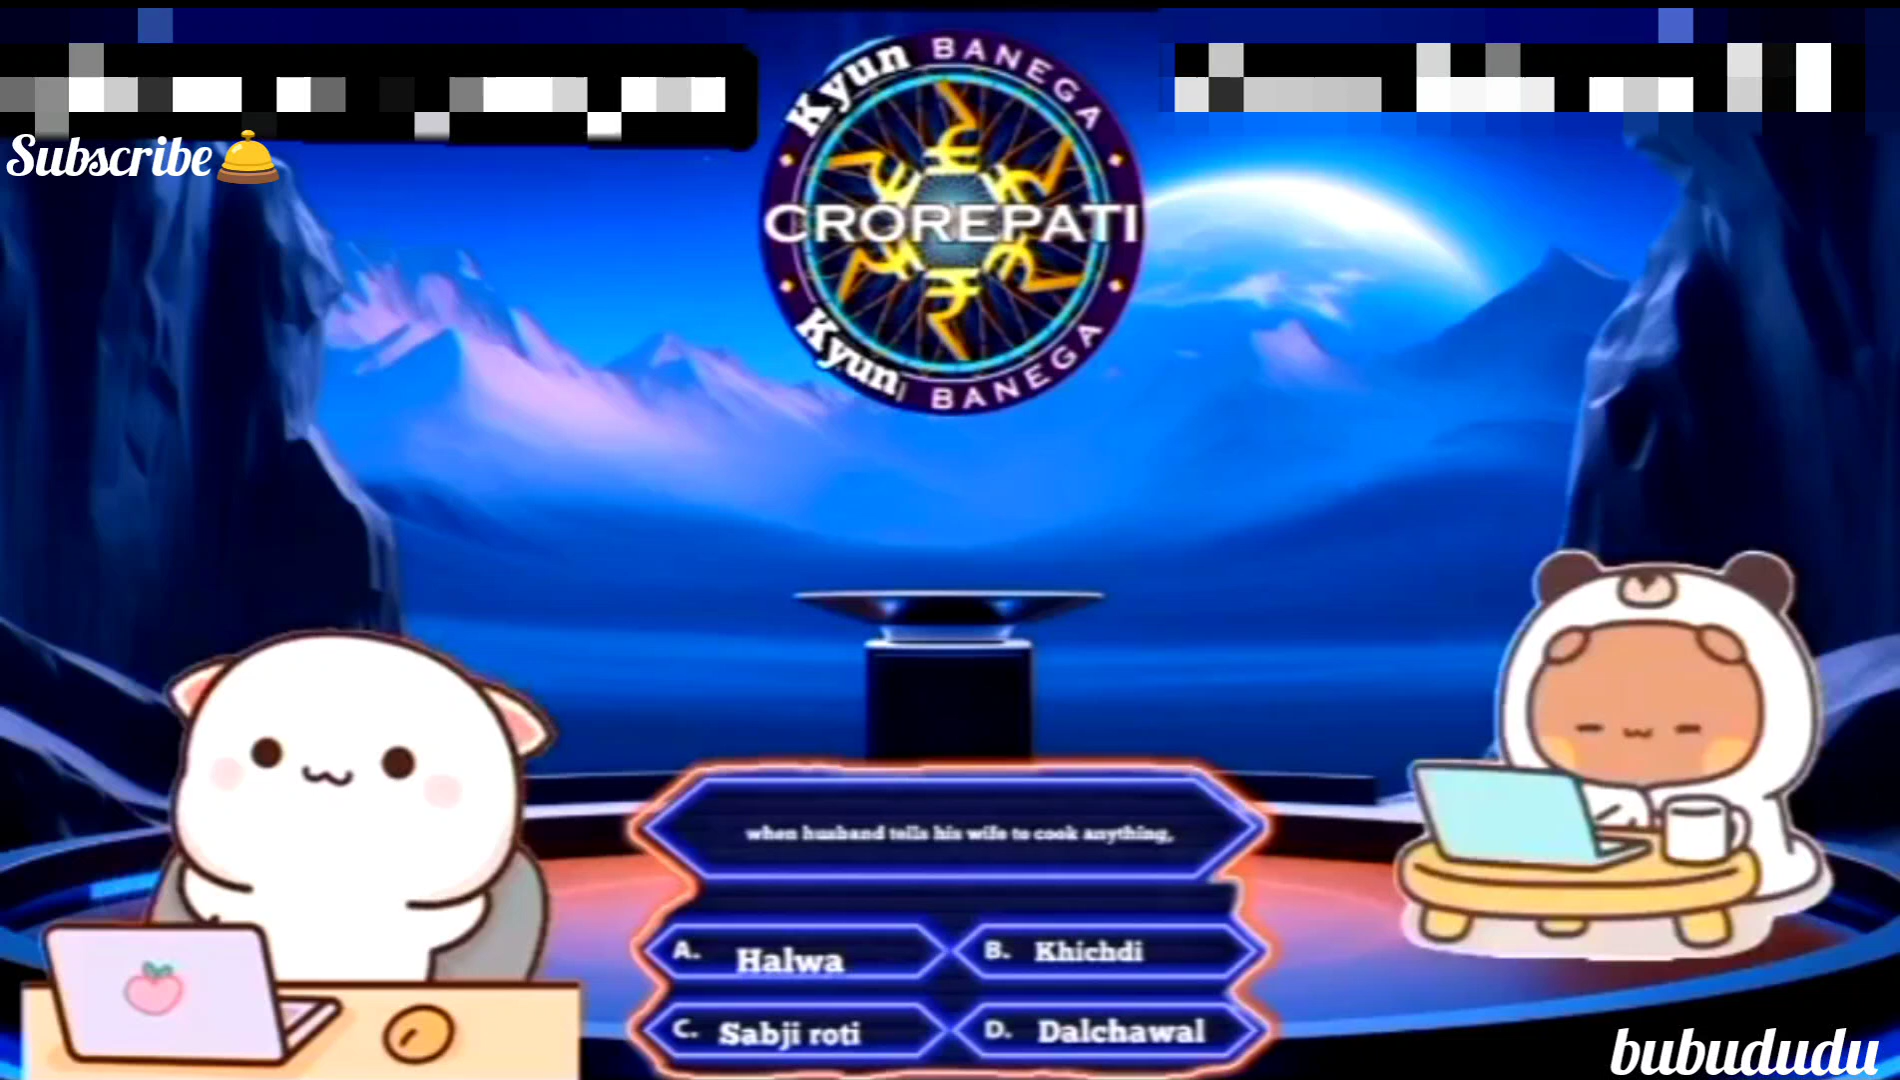 Kyun BANEGA
CROREPATI
Kyun BANEGA
Subscribe
when husband tells his wife to cook anything,
A. Halwa
B. Khichdi
C. Sabji roti
D. Dalchawal
bubududu